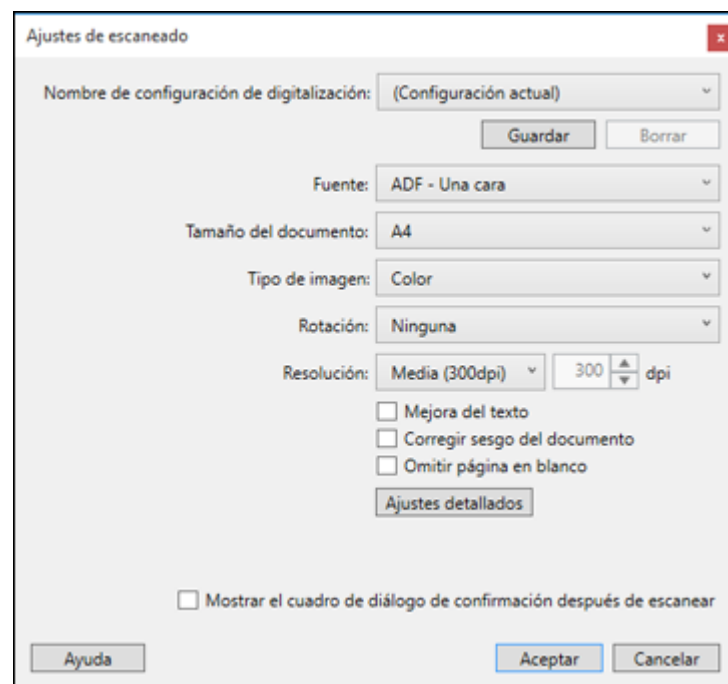 Ajustes de escaneado
x
Nombre de configuración de digitalización: (Configuración actual)
Guardar Borrar
Fuente: ADF - Una cara
Tamaño del documento: A4
Tipo de imagen: Color
Rotación: Ninguna
Resolución: Media (300dpi) 300 dpi
Mejora del texto
Corregir sesgo del documento
Omitir página en blanco
Ajustes detallados
Mostrar el cuadro de diálogo de confirmación después de escanear
Ayuda Aceptar Cancelar